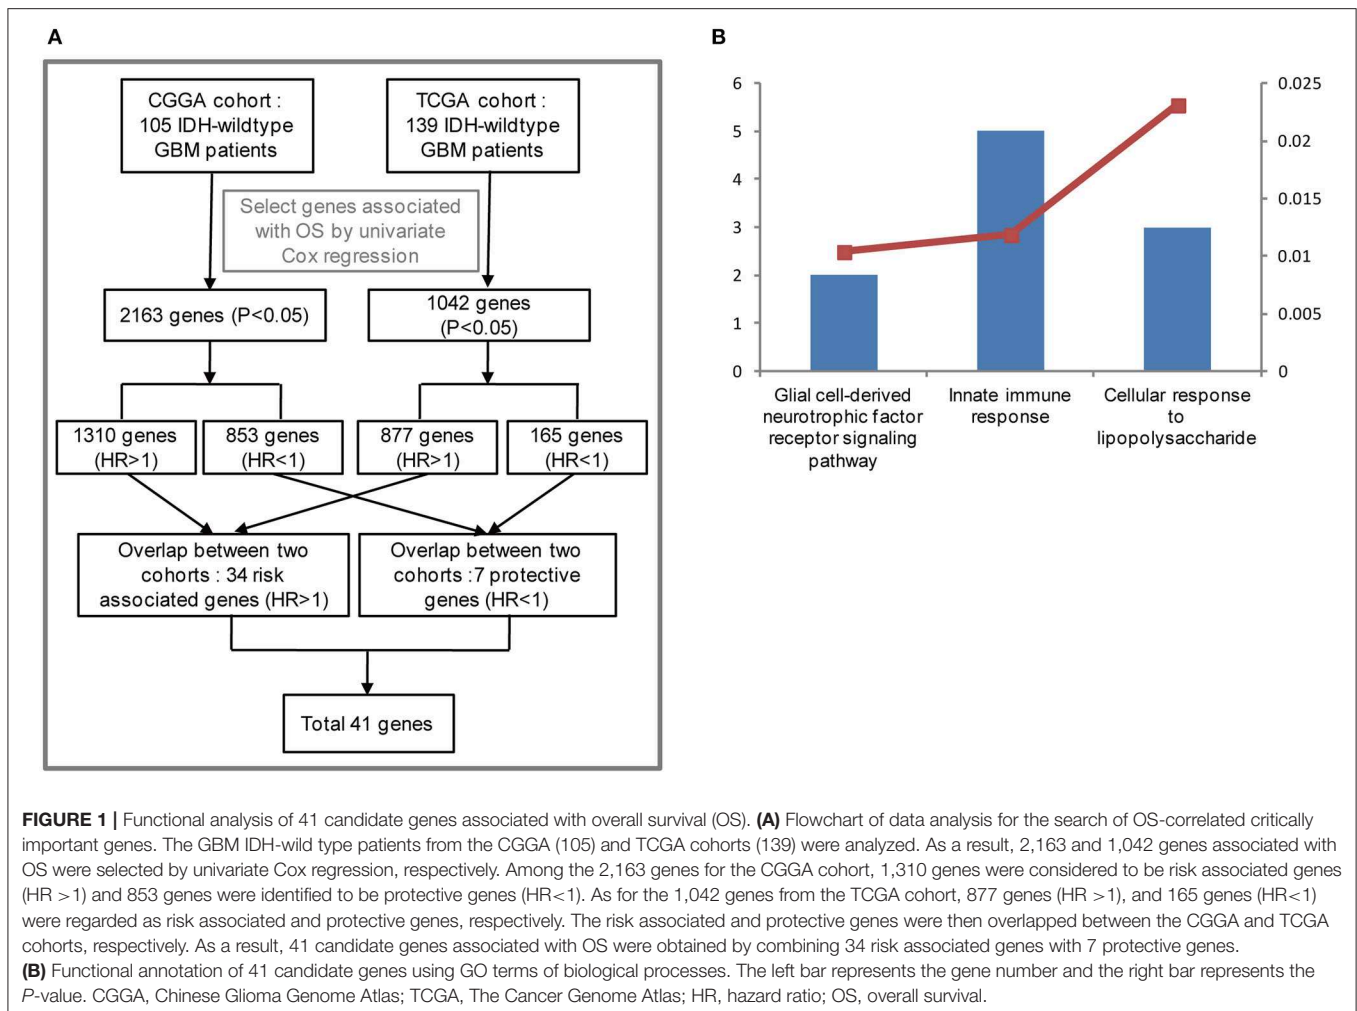 A
CGGA cohort :
105 IDH-wildtype
GBM patients
TCGA cohort :
139 IDH-wildtype
GBM patients
Select genes associated
with OS by univariate
Cox regression
2163 genes (P<0.05)
1042 genes
(P<0.05)
1310 genes
(HR>1)
853 genes
(HR<1)
877 genes
(HR>1)
165 genes
(HR<1)
Overlap between two
cohorts : 34 risk
associated genes (HR>1)
Overlap between two
cohorts :7 protective
genes (HR<1)
Total 41 genes
B
6
5
4
3
2
1
0
0.025
0.02
0.015
0.01
0.005
0
Glial cell-derived
neurotrophic factor
receptor signaling
pathway
Innate immune
response
Cellular response
to
lipopolysaccharide
FIGURE 1 | Functional analysis of 41 candidate genes associated with overall survival (OS). (A) Flowchart of data analysis for the search of OS-correlated critically
important genes. The GBM IDH-wild type patients from the CGGA (105) and TCGA cohorts (139) were analyzed. As a result, 2,163 and 1,042 genes associated with
OS were selected by univariate Cox regression, respectively. Among the 2,163 genes for the CGGA cohort, 1,310 genes were considered to be risk associated genes
(HR >1) and 853 genes were identified to be protective genes (HR<1). As for the 1,042 genes from the TCGA cohort, 877 genes (HR >1), and 165 genes (HR<1)
were regarded as risk associated and protective genes, respectively. The risk associated and protective genes were then overlapped between the CGGA and TCGA
cohorts, respectively. As a result, 41 candidate genes associated with OS were obtained by combining 34 risk associated genes with 7 protective genes.
(B) Functional annotation of 41 candidate genes using GO terms of biological processes. The left bar represents the gene number and the right bar represents the
P-value. CGGA, Chinese Glioma Genome Atlas; TCGA, The Cancer Genome Atlas; HR, hazard ratio; OS, overall survival.